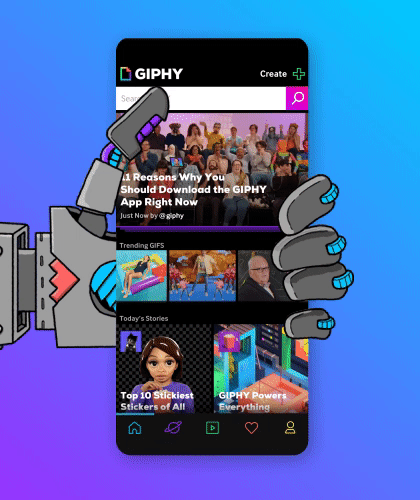 GIPHY
Create
Sea
11 Reasons Why You
Should Download the GIPHY
App Right Now
Just Now by @giphy
Trending GIFS
Today's Stories
Top 10 Stickiest
Stickers of All
GIPHY Powers
Everything